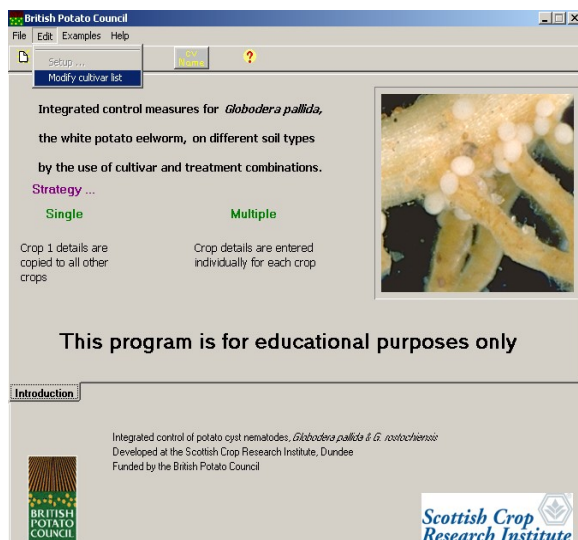 British Potato Council
File Edit Examples Help
Setup ...
Modify cultivar list
CV
Name
?
Integrated control measures for Globodera pallida,
the white potato eelworm, on different soil types
by the use of cultivar and treatment combinations.
Strategy ...
Single
Multiple
Crop 1 details are
copied to all other
crops
Crop details are entered
individually for each crop
This program is for educational purposes only
Introduction
Integrated control of potato cyst nematodes, Globodera pallida & G. rostochiensis
Developed at the Scottish Crop Research Institute, Dundee
Funded by the British Potato Council
BRITISH
POTATO
COUNCIL
Scottish Crop
Research Institute